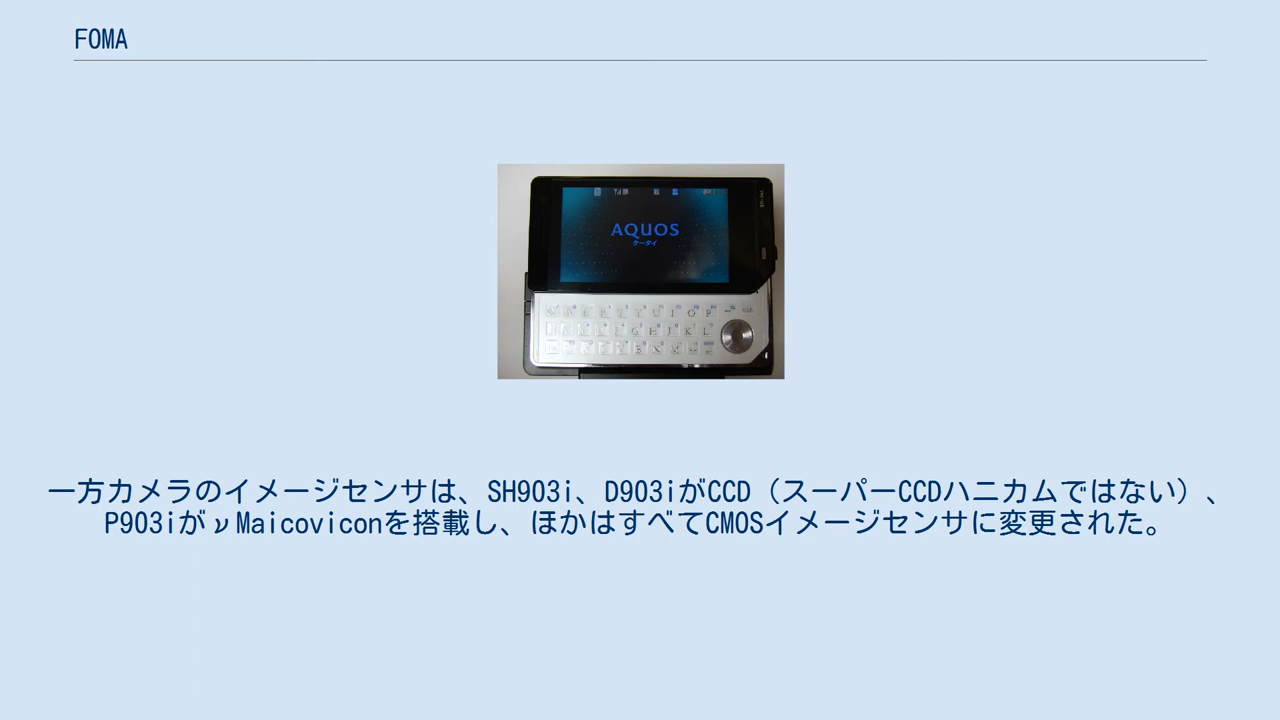 FOMA
AQUOS
ケータイ
一方カメラのイメージセンサは、SH903i、D903iがCCD（スーパーCCDハニカムではない）、
P903iがνMaicoviconを搭載し、ほかはすべてCMOSイメージセンサに変更された。